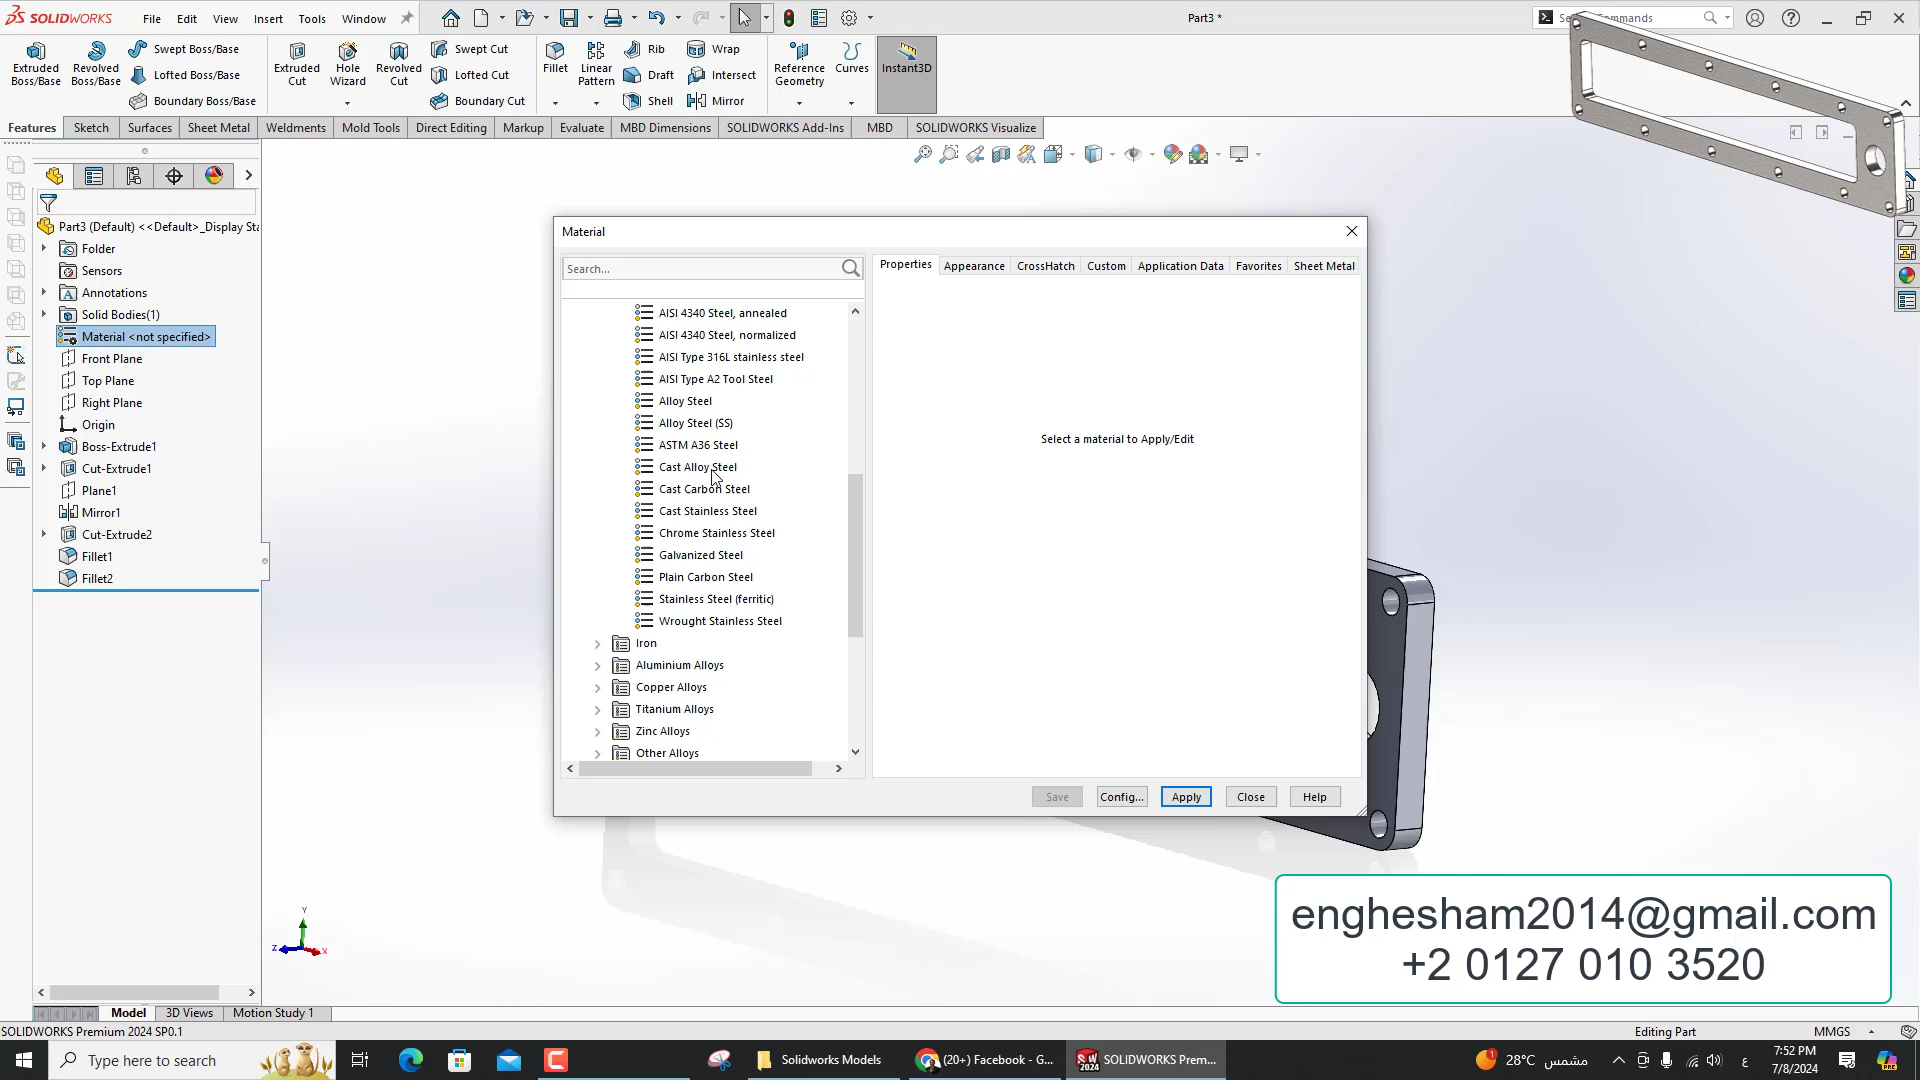 SOLIDWORKS File Edit View Insert Tools Window Part3 * Commands
Extruded Boss/Base Revolved Boss/Base Swept Boss/Base Lofted Boss/Base Boundary Boss/Base Extruded Cut Hole Wizard Revolved Cut Swept Cut Lofted Cut Boundary Cut Fillet Linear Pattern Rib Draft Shell Wrap Intersect Mirror Reference Geometry Curves Instant3D
Features Sketch Surfaces Sheet Metal Weldments Mold Tools Direct Editing Markup Evaluate MBD Dimensions SOLIDWORKS Add-Ins MBD SOLIDWORKS Visualize
Part3 (Default) <<Default>_Display Sta
Folder
Sensors
Annotations
Solid Bodies(1)
Material <not specified>
Front Plane
Top Plane
Right Plane
Origin
Boss-Extrude1
Cut-Extrude1
Plane1
Mirror1
Cut-Extrude2
Fillet1
Fillet2
Material
Search...
AISI 4340 Steel, annealed
AISI 4340 Steel, normalized
AISI Type 316L stainless steel
AISI Type A2 Tool Steel
Alloy Steel
Alloy Steel (SS)
ASTM A36 Steel
Cast Alloy Steel
Cast Carbon Steel
Cast Stainless Steel
Chrome Stainless Steel
Galvanized Steel
Plain Carbon Steel
Stainless Steel (ferritic)
Wrought Stainless Steel
Iron
Aluminium Alloys
Copper Alloys
Titanium Alloys
Zinc Alloys
Other Alloys
Properties Appearance CrossHatch Custom Application Data Favorites Sheet Metal
Select a material to Apply/Edit
Save Config... Apply Close Help
Y
Z X
enghesham2014@gmail.com
+2 0127 010 3520
Model 3D Views Motion Study 1
SOLIDWORKS Premium 2024 SP0.1 Editing Part MMGS
Type here to search Solidworks Models (20+) Facebook - G... SOLIDWORKS Prem... 28°C مشمس ع 7:52 PM
7/8/2024